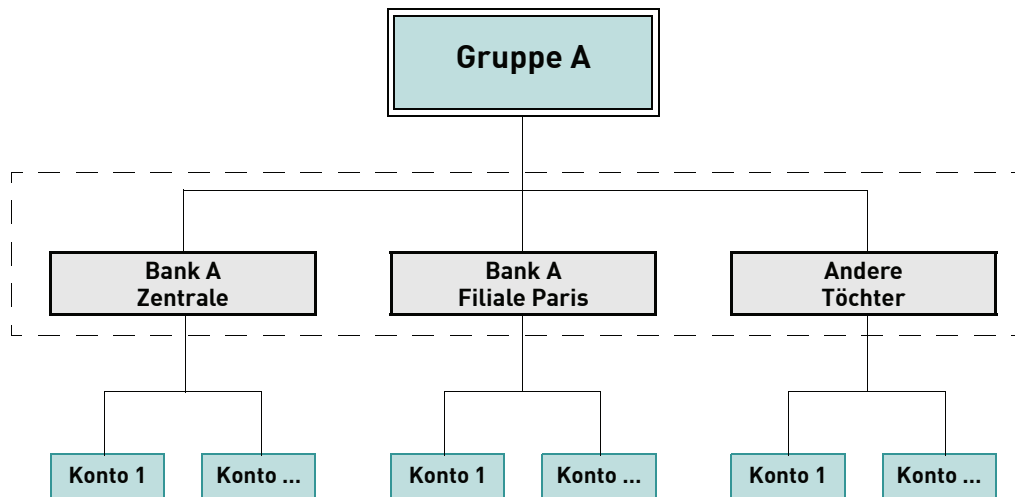 Gruppe A
Bank A
Zentrale
Bank A
Filiale Paris
Andere
Töchter
Konto 1
Konto ...
Konto 1
Konto ...
Konto 1
Konto ...